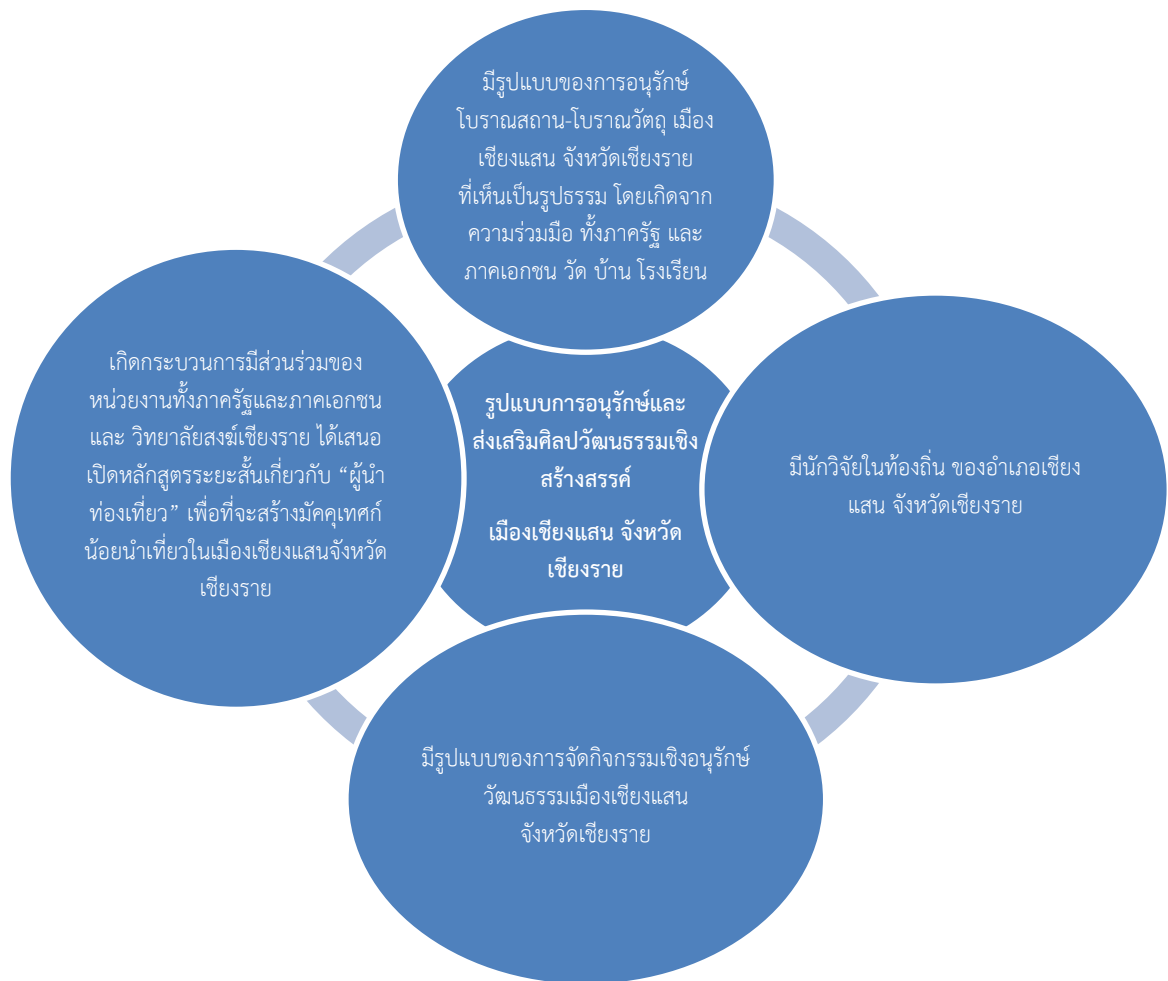 มีรูปแบบของการอนุรักษ์
โบราณสถาน-โบราณวัตถุ เมือง
เชียงแสน จังหวัดเชียงราย
ที่เห็นเป็นรูปธรรม โดยเกิดจาก
ความร่วมมือ ทั้งภาครัฐ และ
ภาคเอกชน วัด บ้าน โรงเรียน
เกิดกระบวนการมีส่วนร่วมของ
หน่วยงานทั้งภาครัฐและภาคเอกชน
และ วิทยาลัยสงฆ์เชียงราย ได้เสนอ
เปิดหลักสูตรระยะสั้นเกี่ยวกับ “ผู้นำ
ท่องเที่ยว” เพื่อที่จะสร้างมัคคุเทศก์
น้อยนำเที่ยวในเมืองเชียงแสนจังหวัด
เชียงราย
รูปแบบการอนุรักษ์และ
ส่งเสริมศิลปวัฒนธรรมเชิง
สร้างสรรค์
เมืองเชียงแสน จังหวัด
เชียงราย
มีนักวิจัยในท้องถิ่น ของอำเภอเชียง
แสน จังหวัดเชียงราย
มีรูปแบบของการจัดกิจกรรมเชิงอนุรักษ์
วัฒนธรรมเมืองเชียงแสน
จังหวัดเชียงราย